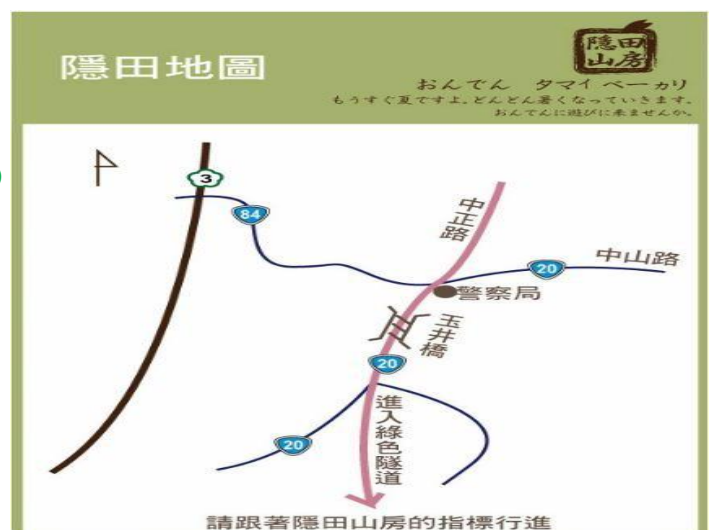 隱田地圖
隱田
山房
おんでん タマイ ベーカリ
もうすぐ夏ですよ。どんどん暑くなっていきます。
おんでんに遊びに来ませんか。
3
84
中正路
20
中山路
警察局
玉井橋
20
20
進入綠色隧道
請跟著隱田山房的指標行進